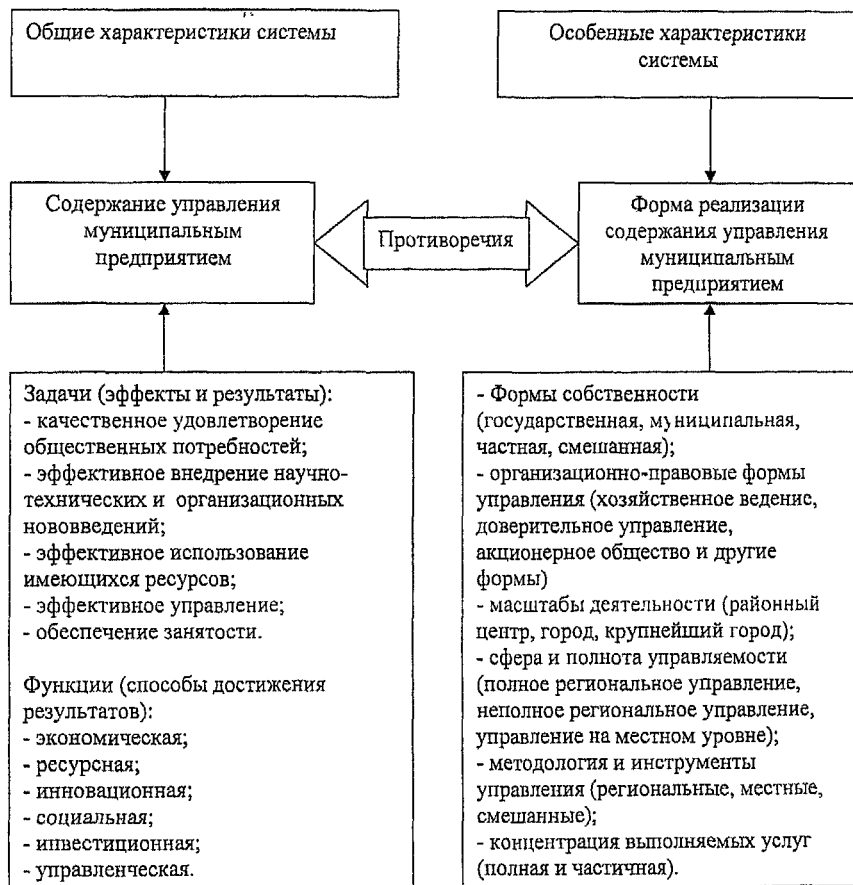 Общие характеристики системы
Особенные характеристики
системы
Содержание управления
муниципальным
предприятием
Противоречия
Форма реализации
содержания управления
муниципальным
предприятием
Задачи (эффекты и результаты):
- качественное удовлетворение
общественных потребностей;
- эффективное внедрение научно-
технических и организационных
нововведений;
- эффективное использование
имеющихся ресурсов;
- эффективное управление;
- обеспечение занятости.
Функции (способы достижения
результатов):
- экономическая;
- ресурсная;
- инновационная;
- социальная;
- инвестиционная;
- управленческая.
- Формы собственности
(государственная, муниципальная,
частная, смешанная);
- организационно-правовые формы
управления (хозяйственное ведение,
доверительное управление,
акционерное общество и другие
формы)
- масштабы деятельности (районный
центр, город, крупнейший город);
- сфера и полнота управляемости
(полное региональное управление,
неполное региональное управление,
управление на местном уровне);
- методология и инструменты
управления (региональные, местные,
смешанные);
- концентрация выполняемых услуг
(полная и частичная).